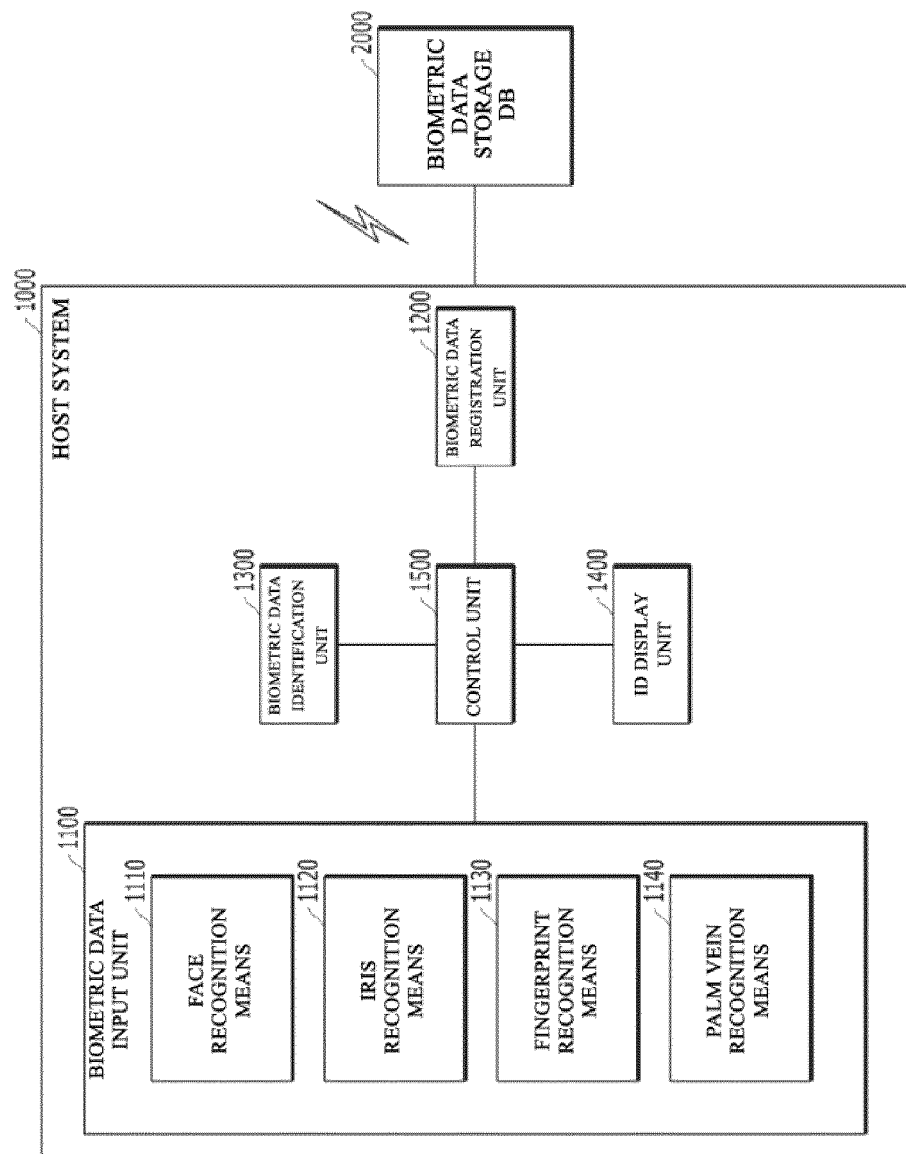 1000
HOST SYSTEM
1100
BIOMETRIC DATA
INPUT UNIT
1110
FACE
RECOGNITION
MEANS
1120
IRIS
RECOGNITION
MEANS
1130
FINGERPRINT
RECOGNITION
MEANS
1140
PALM VEIN
RECOGNITION
MEANS
1300
BIOMETRIC DATA
IDENTIFICATION
UNIT
1500
CONTROL UNIT
1400
ID DISPLAY
UNIT
1200
BIOMETRIC DATA
REGISTRATION
UNIT
2000
BIOMETRIC
DATA
STORAGE
DB